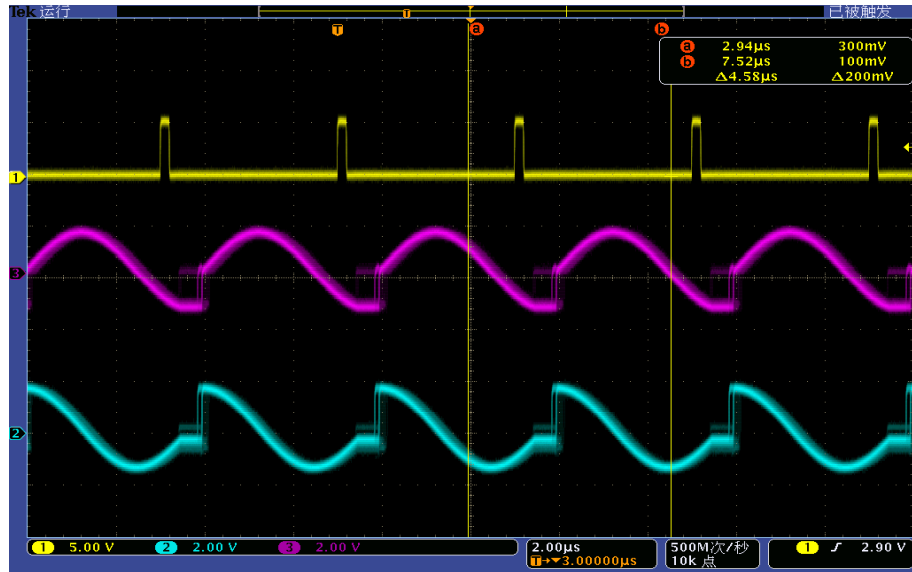 Tek 运行 已被触发
T
T a b
a 2.94μs 300mV
b 7.52μs 100mV
Δ4.58μs Δ200mV
1
3
2
1 5.00 V 2 2.00 V 3 2.00 V
2.00μs
T→▼3.00000μs
500M次/秒
10k 点
1 2.90 V